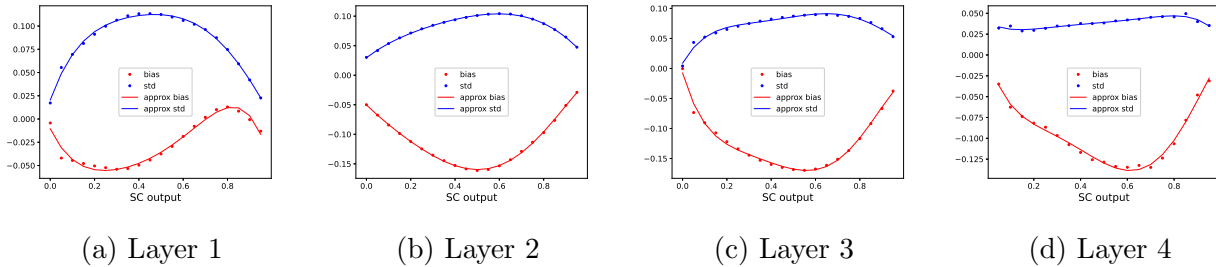 0.100
0.075
0.050
0.025
0.000
−0.025
−0.050
bias
std
approx bias
approx std
0.0 0.2 0.4 0.6 0.8
SC output
(a) Layer 1
0.10
0.05
0.00
−0.05
−0.10
−0.15
bias
std
approx bias
approx std
0.0 0.2 0.4 0.6 0.8
SC output
(b) Layer 2
0.10
0.05
0.00
−0.05
−0.10
−0.15
bias
std
approx bias
approx std
0.0 0.2 0.4 0.6 0.8
SC output
(c) Layer 3
0.050
0.025
0.000
−0.025
−0.050
−0.075
−0.100
−0.125
bias
std
approx bias
approx std
0.2 0.4 0.6 0.8
SC output
(d) Layer 4